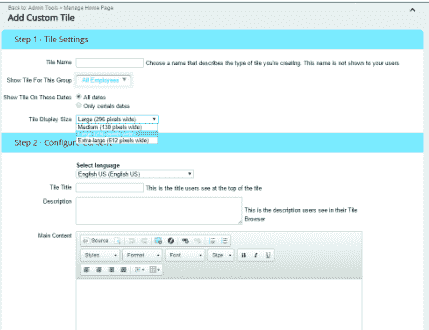 Back to Admin Tools > Manage Home Page
Add Custom Tile
Step 1 - Tile Settings
Tile Name
Choose a name that describes the type of tile you're creating. This name is not shown to your users
Show Tile For This Group
All Employees
Show Tile On These Dates
All dates
Only certain dates
Tile Display Size
Large (296 pixels wide)
Medium (139 pixels wide)
Extra-large (612 pixels wide)
Step 2 - Configure
Select language
English US (English US)
Tile Title
This is the title users see at the top of the tile
Description
This is the description users see in their Tile
Browser
Main Content
Source
Styles
Format
Font
Size
B I U